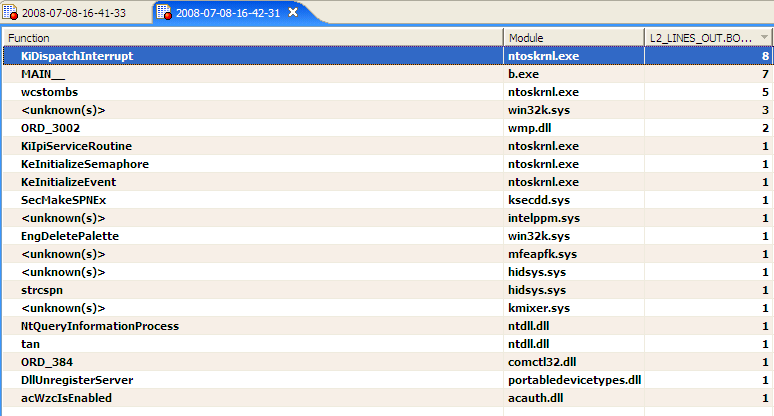 2008-07-08-16-41-33 2008-07-08-16-42-31
Function Module L2_LINES_OUT.BO...
KiDispatchInterrupt ntoskrnl.exe 8
MAIN__ b.exe 7
wcstombs ntoskrnl.exe 5
<unknown(s)> win32k.sys 3
ORD_3002 wmp.dll 2
KiIpiServiceRoutine ntoskrnl.exe 1
KeInitializeSemaphore ntoskrnl.exe 1
KeInitializeEvent ntoskrnl.exe 1
SecMakeSPNEx ksecdd.sys 1
<unknown(s)> intelppm.sys 1
EngDeletePalette win32k.sys 1
<unknown(s)> mfeapfk.sys 1
<unknown(s)> hidsys.sys 1
strcspn hidsys.sys 1
<unknown(s)> kmixer.sys 1
NtQueryInformationProcess ntdll.dll 1
tan ntdll.dll 1
ORD_384 comctl32.dll 1
DllUnregisterServer portabledevicetypes.dll 1
acWzcIsEnabled acauth.dll 1